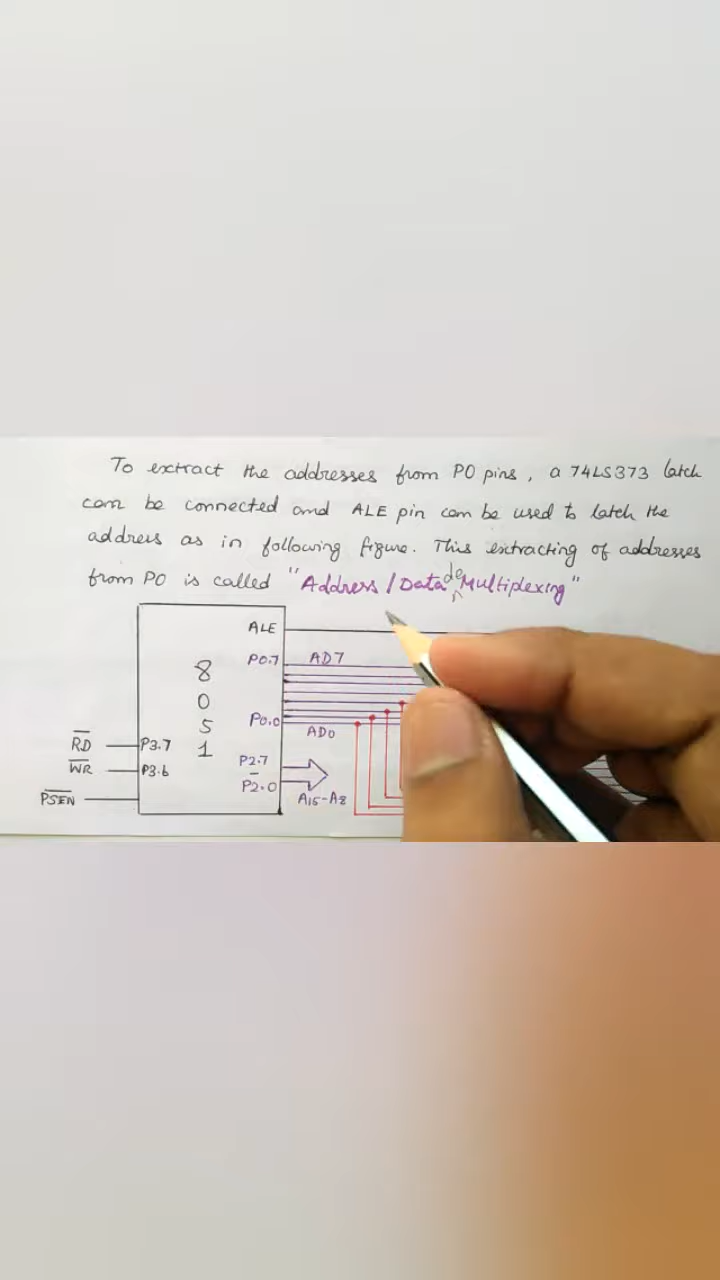 To extract the addresses from P0 pins, a 74LS373 latch
can be connected and ALE pin can be used to latch the
address as in following figure. This extracting of addresses
from P0 is called "Address / Data deMultiplexing"
ALE
P0.7 AD7
8
0
5
1
P0.0 AD0
RD P3.7
WR P3.6
PSEN
P2.7
-
P2.0
A15-A8